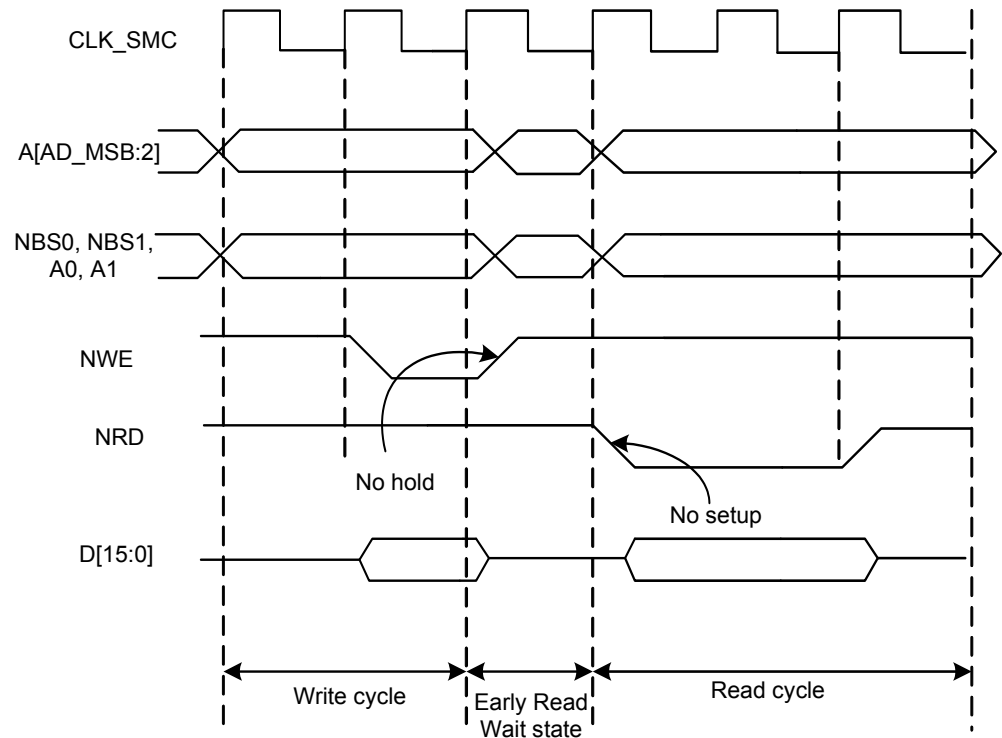 CLK_SMC
A[AD_MSB:2]
NBS0, NBS1,
A0, A1
NWE
NRD
No hold
No setup
D[15:0]
Write cycle
Early Read
Wait state
Read cycle